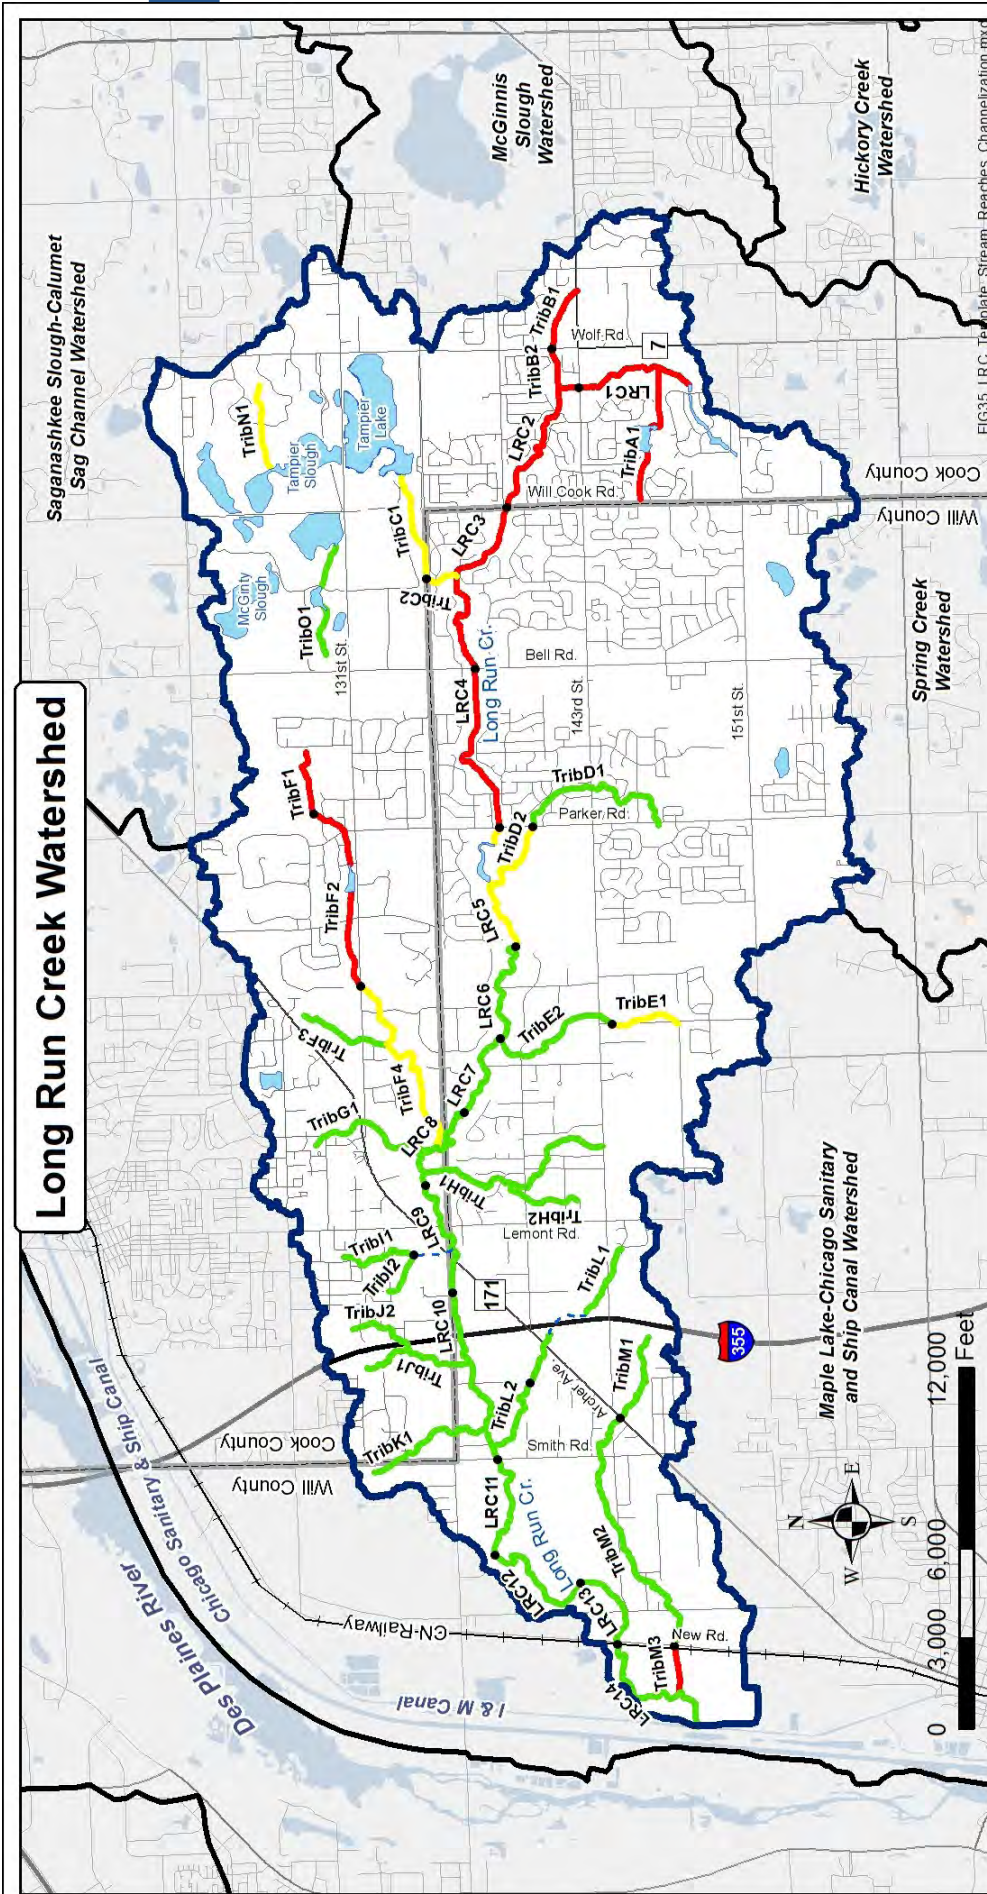 Long Run Creek Watershed
Saganashkee Slough-Calumet
Sag Channel Watershed
McGinnis
Slough
Watershed
Hickory Creek
Watershed
Spring Creek
Watershed
Maple Lake-Chicago Sanitary
and Ship Canal Watershed
Des Plaines River
Chicago Sanitary & Ship Canal
I & M Canal
CN-Railway
Cook County
Will County
Cook County
Will County
TribN1
Tampier
Slough
Tampier
Lake
McGinty
Slough
TribO1
131st St.
TribC1
TribC2
TribB1
TribB2
Wolf Rd.
7
LRC1
LRC2
TribA1
Will Cook Rd.
LRC3
Bell Rd.
LRC4
Long Run Cr.
143rd St.
151st St.
TribD1
Parker Rd.
TribD2
LRC5
TribF1
TribF2
TribF3
TribF4
LRC6
TribE2
TribE1
LRC7
LRC8
TribG1
TribH1
TribH2
Lemont Rd.
LRC9
TribI1
TribI2
TribJ2
TribJ1
LRC10
171
TribL1
355
Archer Ave.
TribM1
TribL2
TribK1
Smith Rd.
LRC11
Long Run Cr.
LRC12
LRC13
TribM2
New Rd.
TribM3
LRC14
N
W
E
S
0
3,000
6,000
12,000
Feet
FIG35_LRC_Template_Stream_Reaches_Channelization.mxd